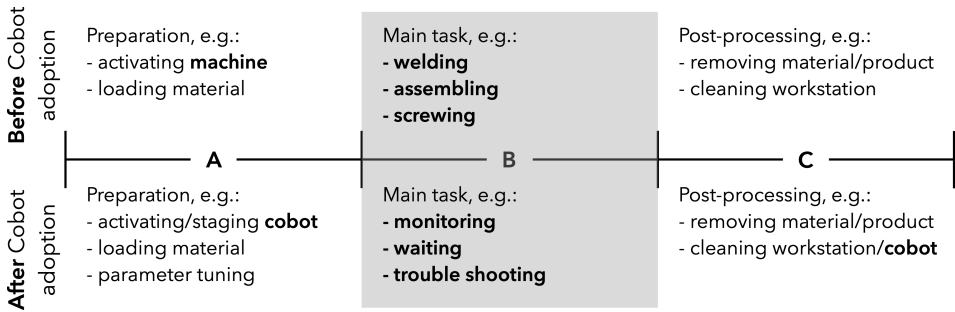 Before Cobot
adoption
Preparation, e.g.:
- activating machine
- loading material
Main task, e.g.:
- welding
- assembling
- screwing
Post-processing, e.g.:
- removing material/product
- cleaning workstation
A
B
C
After Cobot
adoption
Preparation, e.g.:
- activating/staging cobot
- loading material
- parameter tuning
Main task, e.g.:
- monitoring
- waiting
- trouble shooting
Post-processing, e.g.:
- removing material/product
- cleaning workstation/cobot